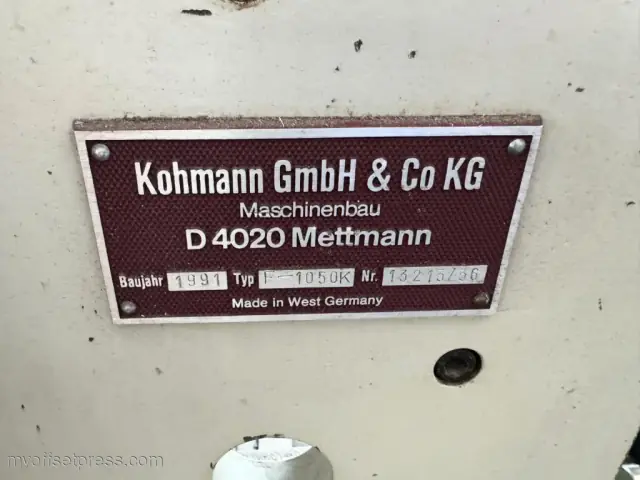 Kohmann GmbH & Co KG
Maschinenbau
D 4020 Mettmann
Baujahr 1991 Typ F-1050K Nr. 13215/56
Made in West Germany
myoffsetpress.com